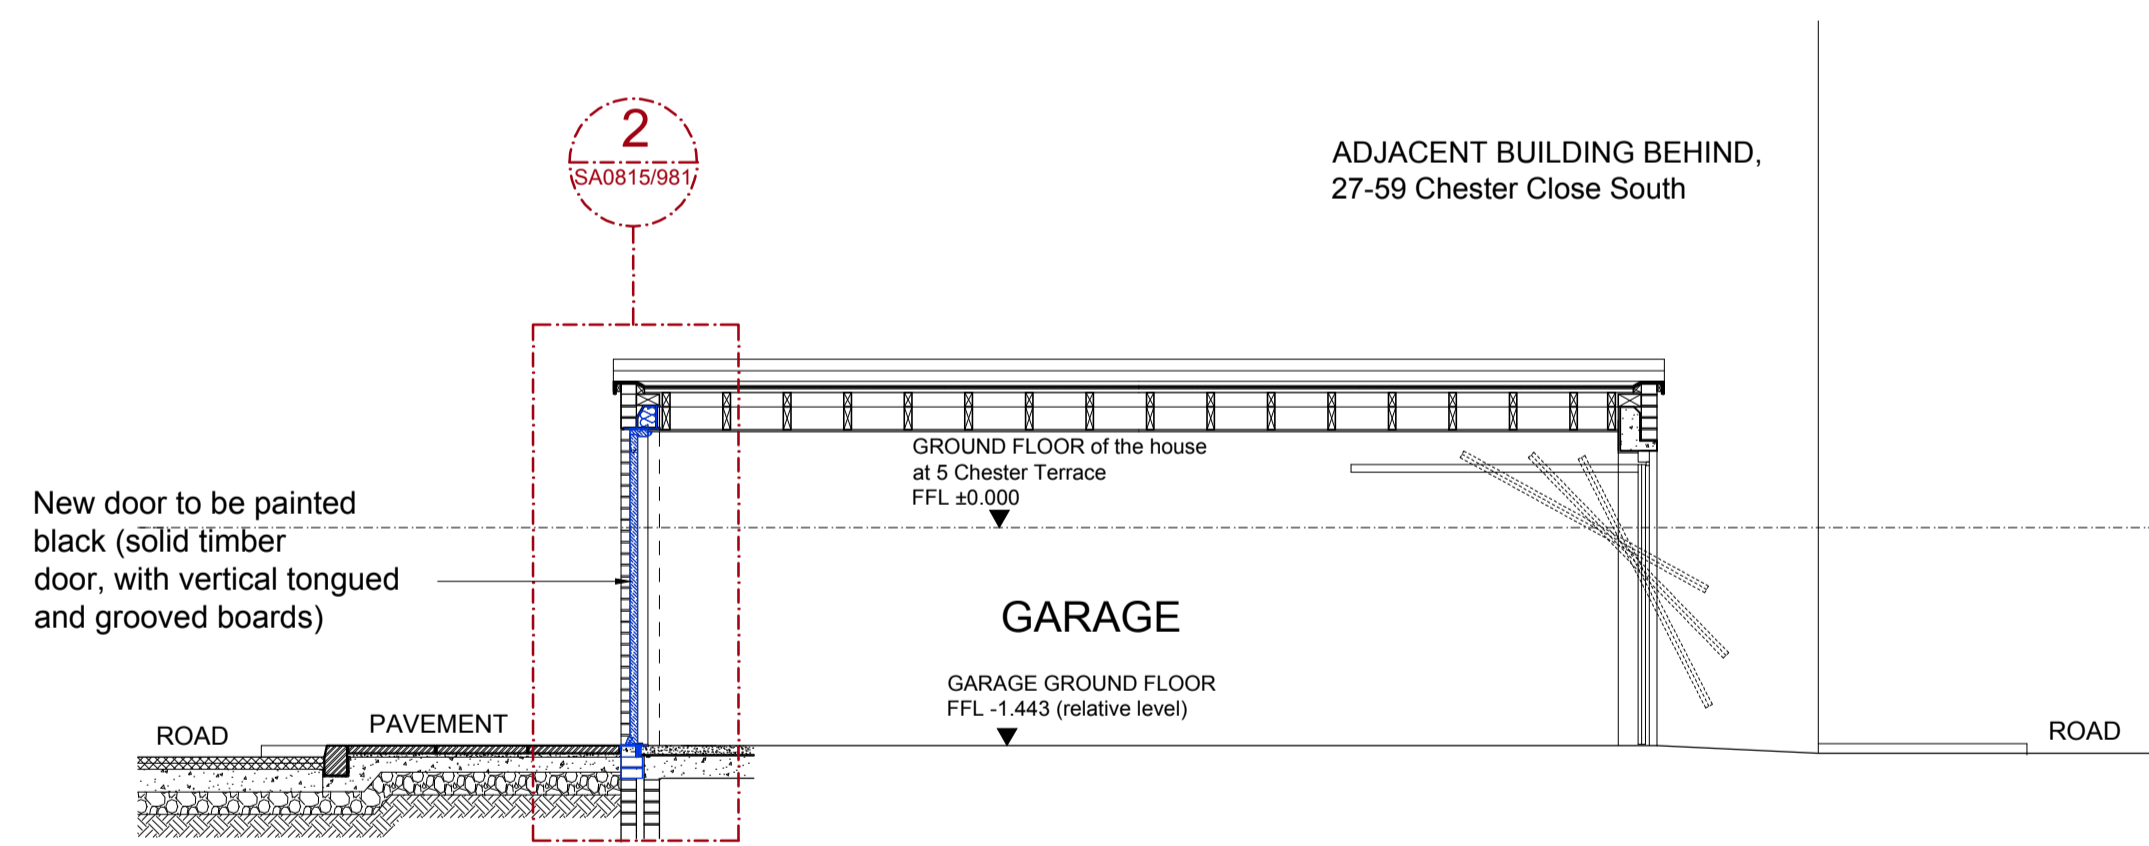 2
SA0815/981
ADJACENT BUILDING BEHIND,
27-59 Chester Close South
GROUND FLOOR of the house
at 5 Chester Terrace
FFL ±0.000
New door to be painted
black (solid timber
door, with vertical tongued
and grooved boards)
GARAGE
GARAGE GROUND FLOOR
FFL -1.443 (relative level)
ROAD
PAVEMENT
ROAD